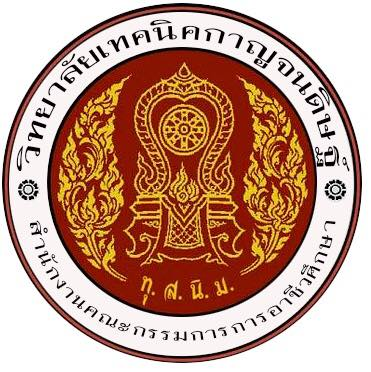 วิทยาลัยเทคนิคกาญจนดิษฐ์
ทุ. ส. นิ. ม.
สำนักงานคณะกรรมการการอาชีวศึกษา